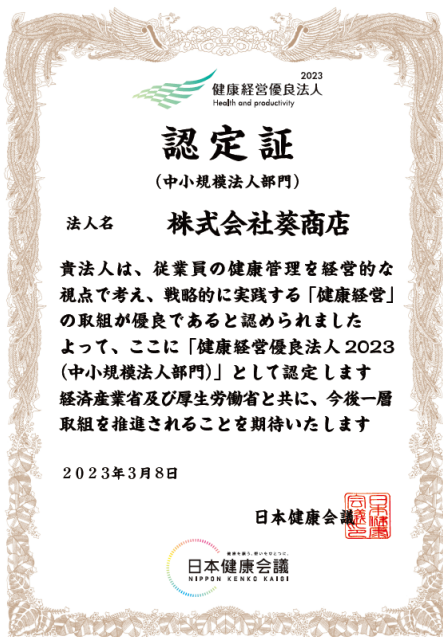 2023
健康経営優良法人
Health and productivity
認定証
(中小規模法人部門)
法人名 株式会社葵商店
貴法人は、従業員の健康管理を経営的な
視点で考え、戦略的に実践する「健康経営」
の取組が優良であると認められました
よって、ここに「健康経営優良法人2023
(中小規模法人部門)」として認定します
経済産業省及び厚生労働省と共に、今後一層
取組を推進されることを期待いたします
2023年3月8日
日本健康会議
日本健康会議
NIPPON KENKO KAIGI